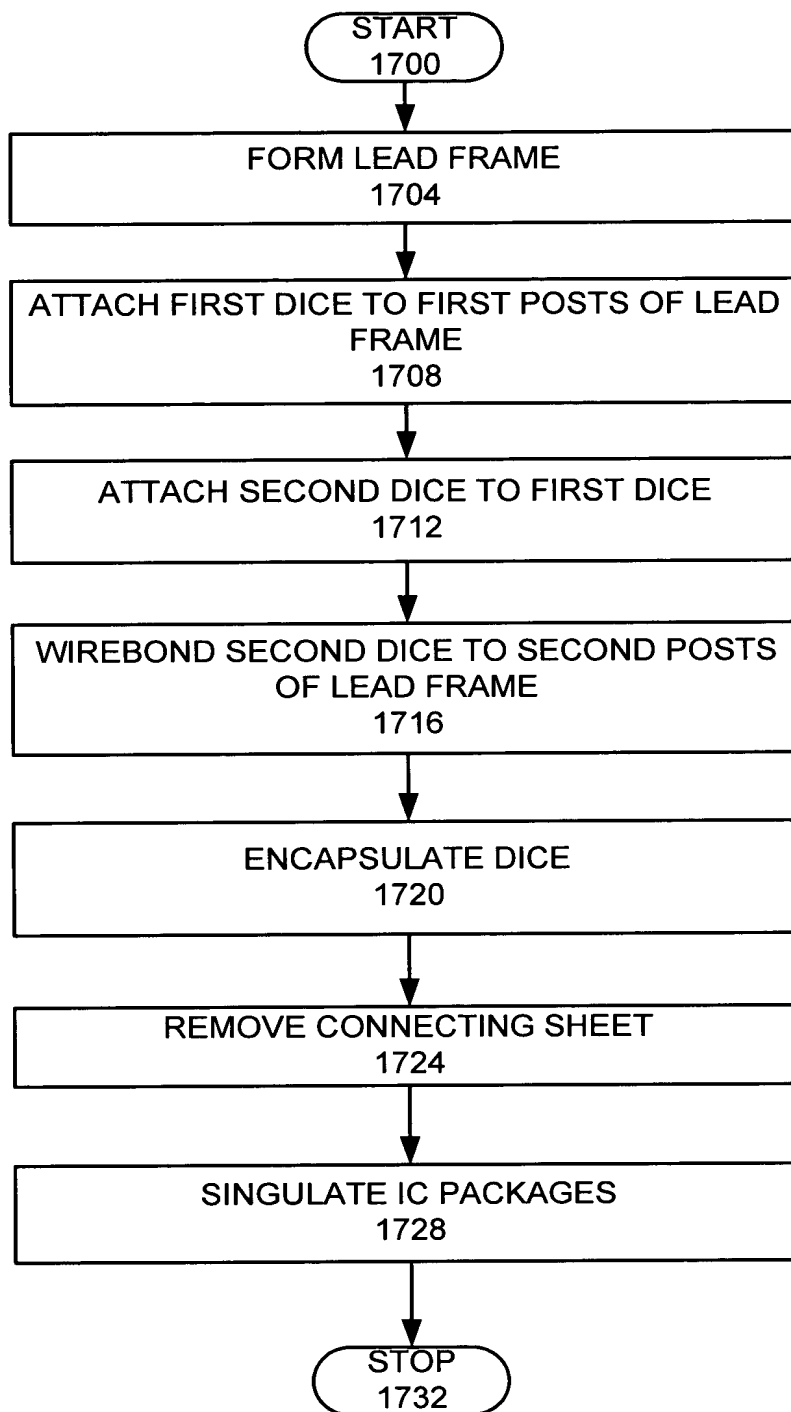 START
1700
FORM LEAD FRAME
1704
ATTACH FIRST DICE TO FIRST POSTS OF LEAD
FRAME
1708
ATTACH SECOND DICE TO FIRST DICE
1712
WIREBOND SECOND DICE TO SECOND POSTS
OF LEAD FRAME
1716
ENCAPSULATE DICE
1720
REMOVE CONNECTING SHEET
1724
SINGULATE IC PACKAGES
1728
STOP
1732